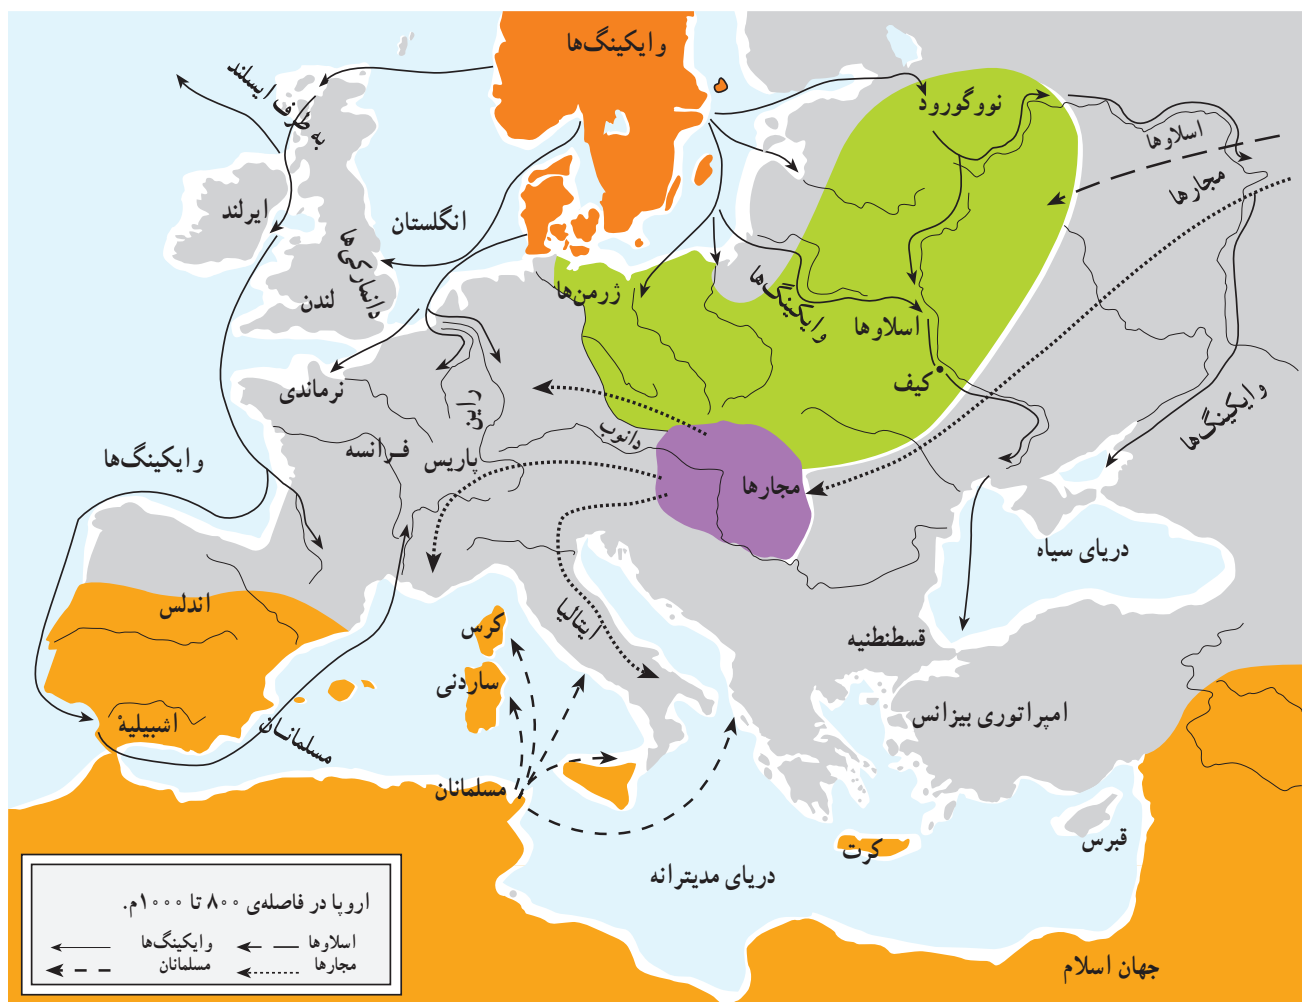 وایکینگ‌ها
به طرف ایسلند
نووگورود
اسلاوها
مجارها
ایرلند
انگلستان
دانمارکی‌ها
لندن
ژرمن‌ها
وایکینگ‌ها
اسلاوها
کیف
نرماندی
راین
وایکینگ‌ها
دانوب
فرانسه
پاریس
وایکینگ‌ها
مجارها
دریای سیاه
اندلس
کرس
ایتالیا
قسطنطنیه
ساردنی
اشبیلیه
مسلمانان
امپراتوری بیزانس
مسلمانان
قبرس
کرت
دریای مدیترانه
جهان اسلام
اروپا در فاصله‌ی ۸۰۰ تا ۱۰۰۰م.
اسلاوها وایکینگ‌ها
مجارها مسلمانان